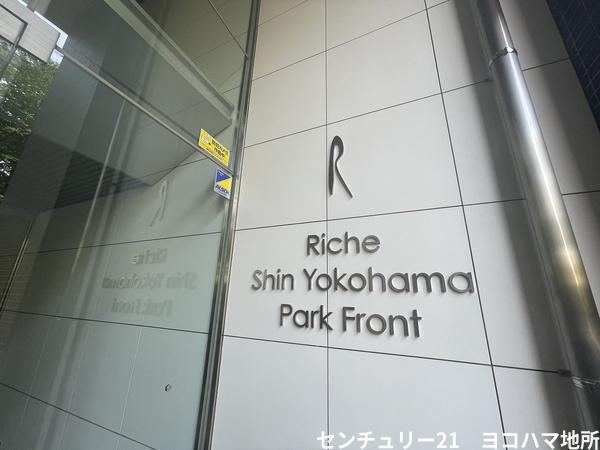 R
Riche
Shin Yokohama
Park Front
センチュリー21　ヨコハマ地所